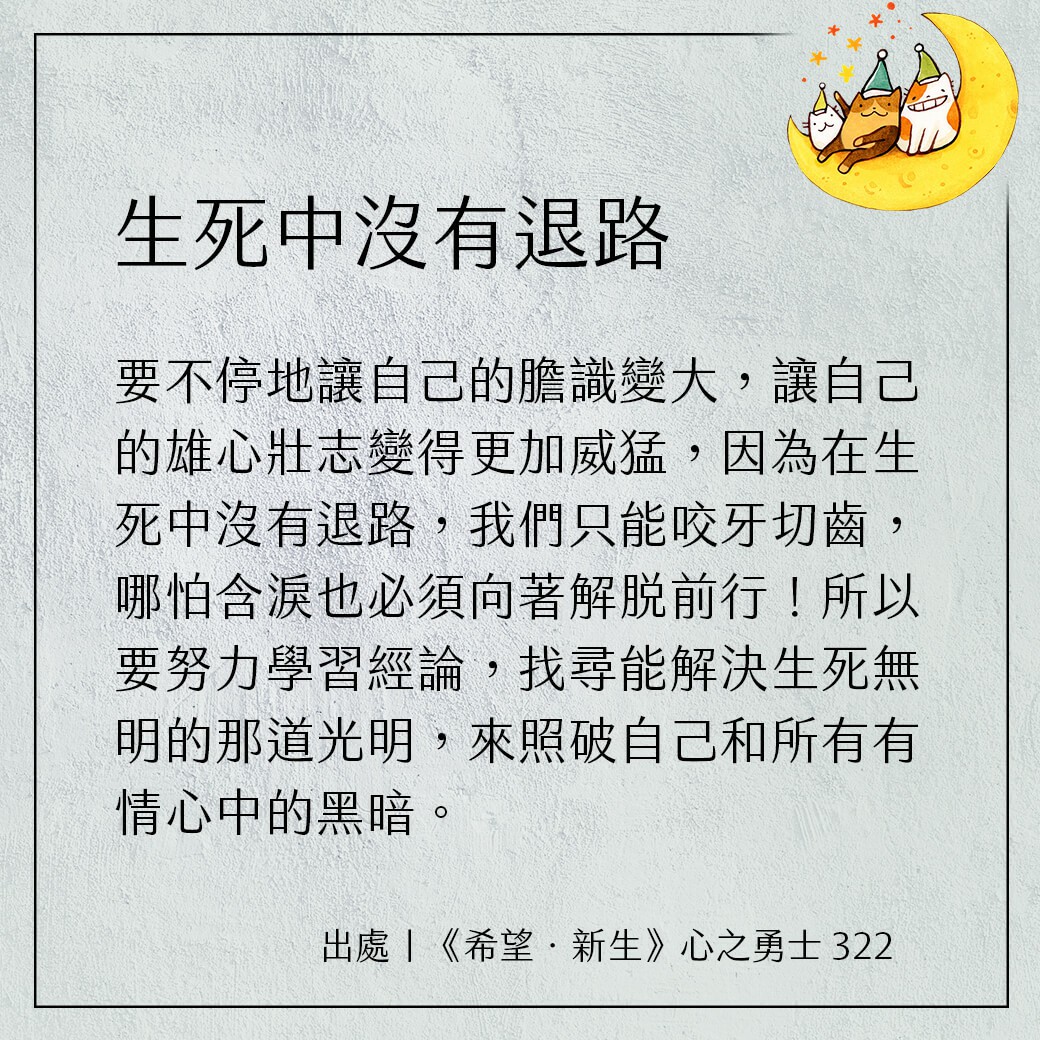 生死中沒有退路
要不停地讓自己的膽識變大，讓自己
的雄心壯志變得更加威猛，因為在生
死中沒有退路，我們只能咬牙切齒，
哪怕含淚也必須向著解脫前行！所以
要努力學習經論，找尋能解決生死無
明的那道光明，來照破自己和所有有
情心中的黑暗。
出處｜《希望．新生》心之勇士 322